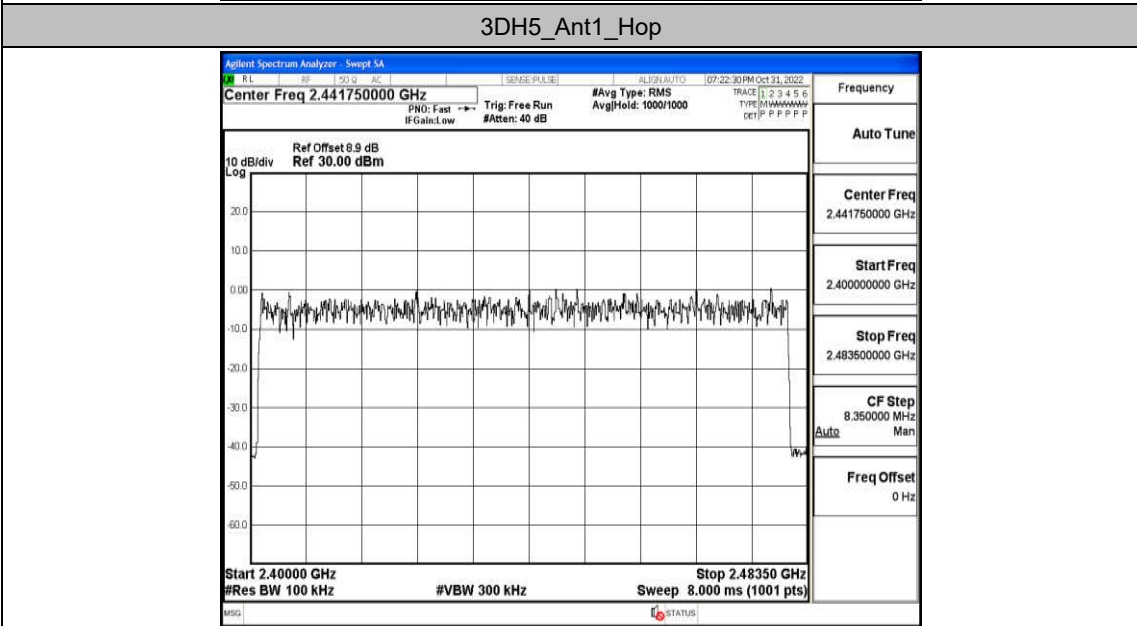 3DH5_Ant1_Hop
Agilent Spectrum Analyzer - Swept SA
RL RF 50 Ω AC SENSE:PULSE ALIGN AUTO 07:22:30 PM Oct 31, 2022
Center Freq 2.441750000 GHz
PNO: Fast
IFGain:Low
Trig: Free Run
#Atten: 40 dB
#Avg Type: RMS
Avg|Hold: 1000/1000
TRACE 1 2 3 4 5 6
TYPE MWWWWW
DET P P P P P P
Frequency
Auto Tune
Center Freq
2.441750000 GHz
Start Freq
2.400000000 GHz
Stop Freq
2.483500000 GHz
CF Step
8.350000 MHz
Auto Man
Freq Offset
0 Hz
Ref Offset 8.9 dB
10 dB/div Ref 30.00 dBm
Log
20.0
10.0
0.00
-10.0
-20.0
-30.0
-40.0
-50.0
-60.0
Start 2.40000 GHz Stop 2.48350 GHz
#Res BW 100 kHz #VBW 300 kHz Sweep 8.000 ms (1001 pts)
MSG STATUS